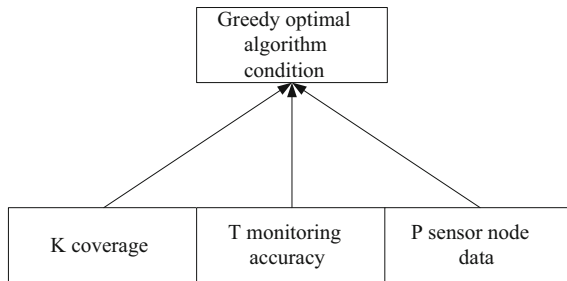 Greedy optimal
algorithm
condition
K coverage
T monitoring
accuracy
P sensor node
data